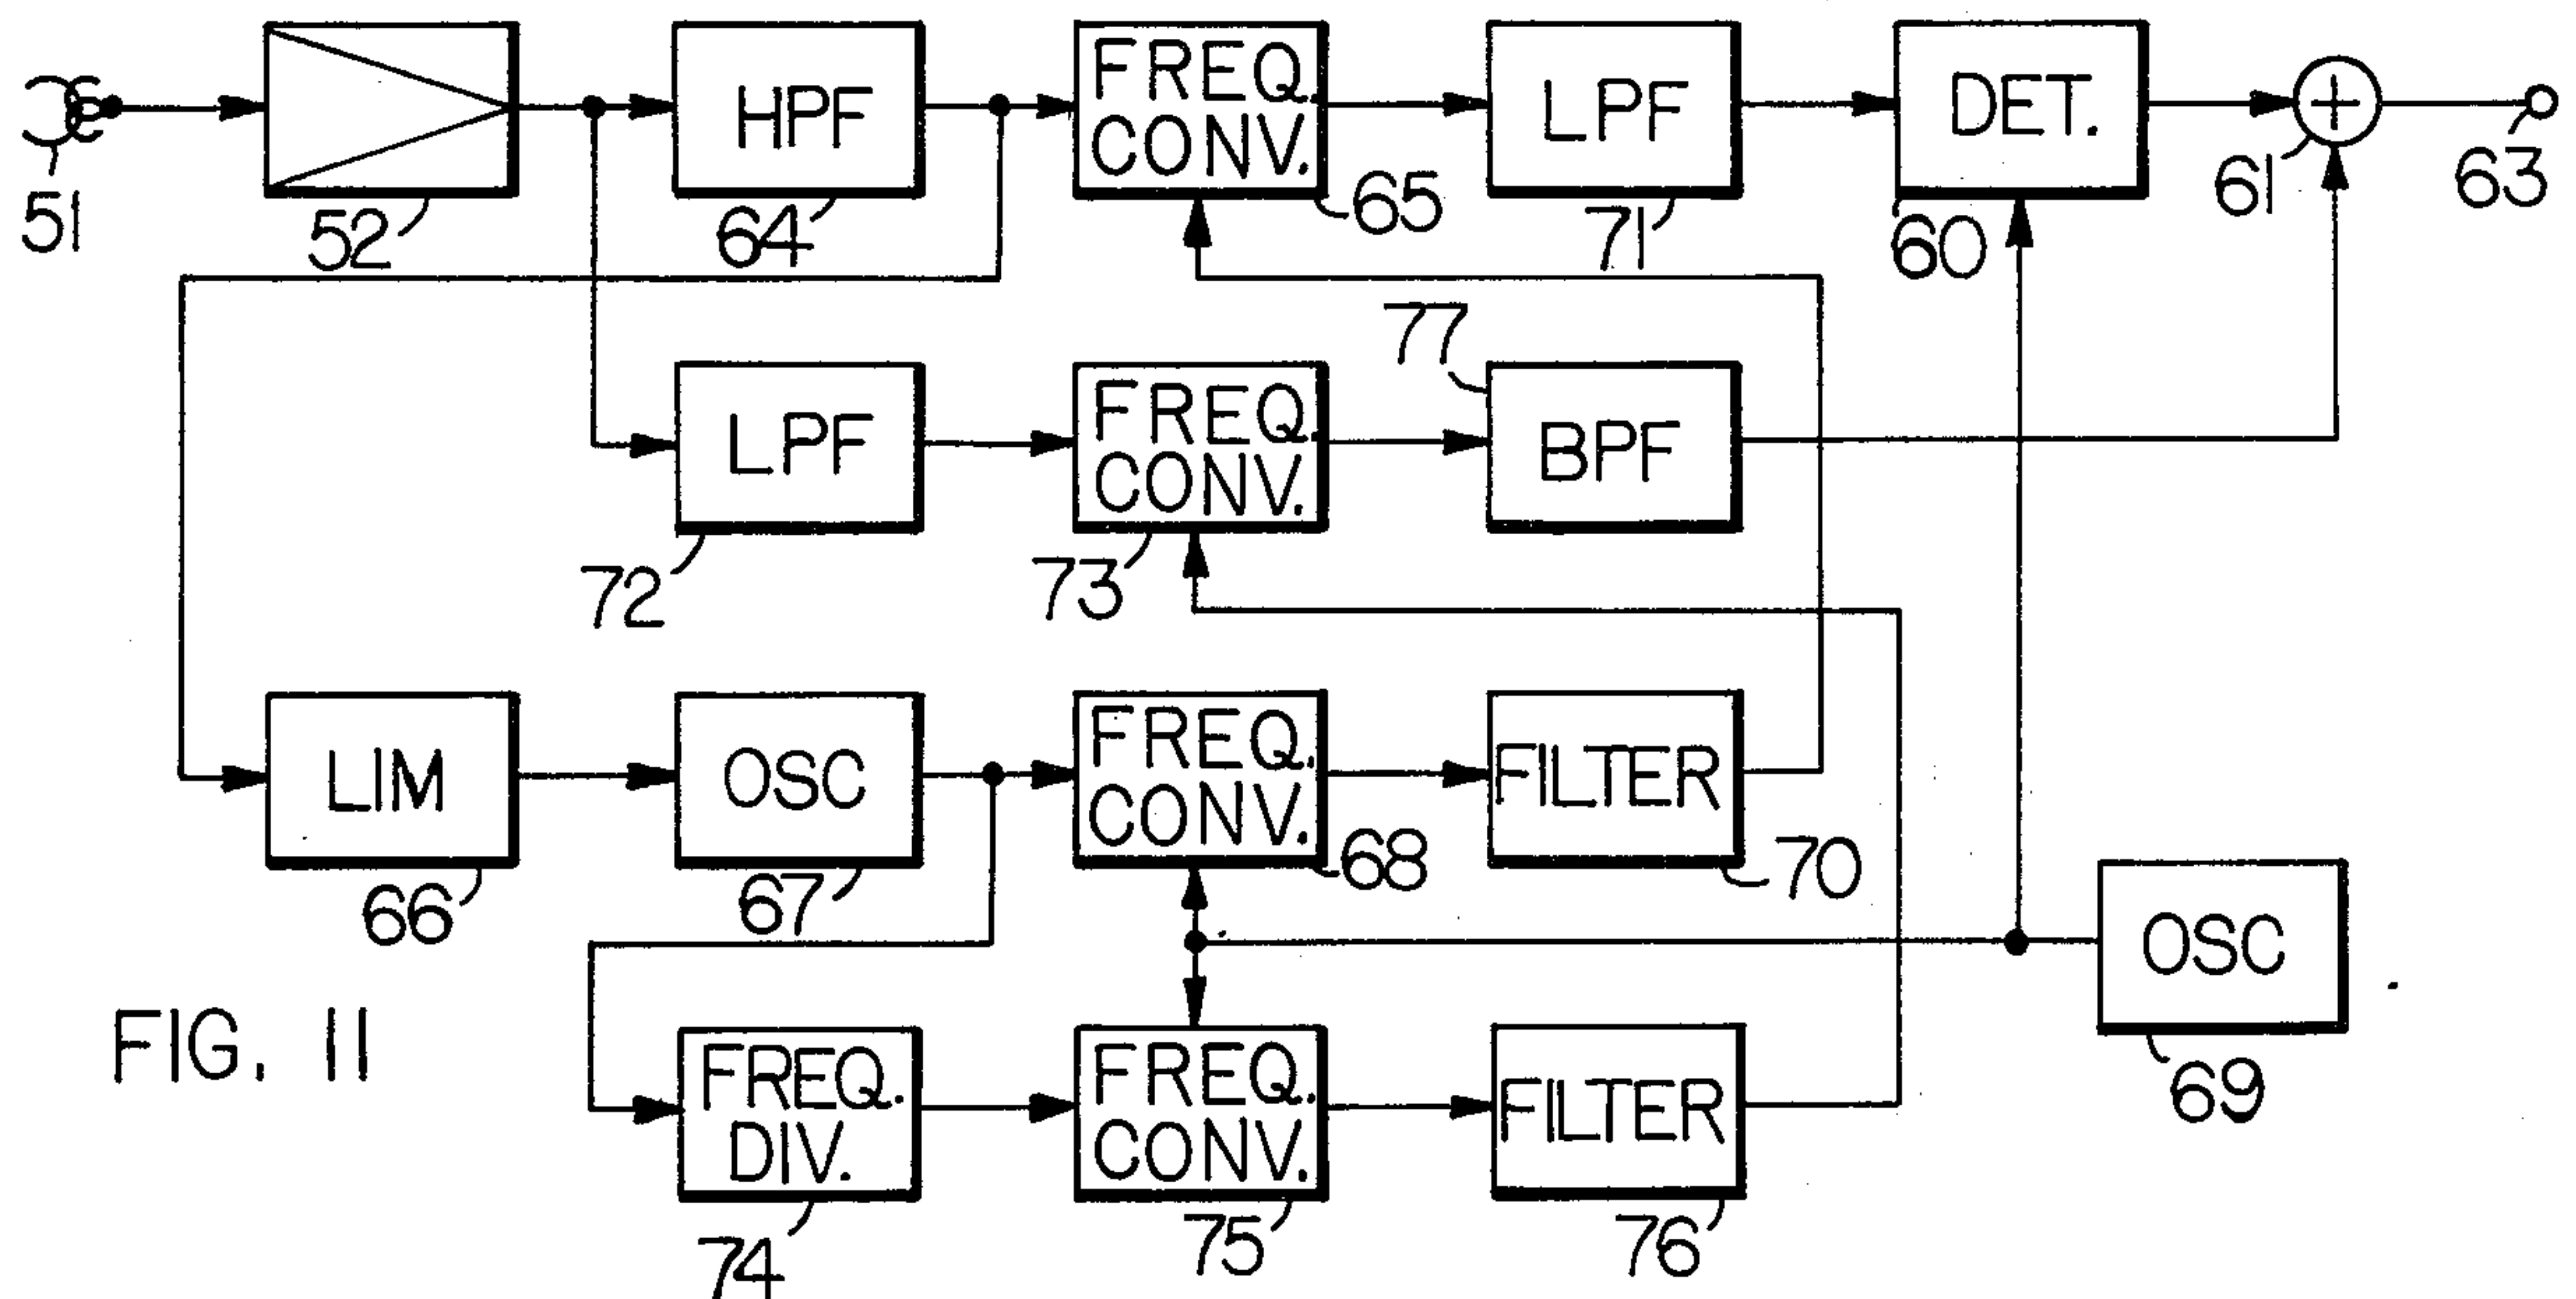 HPF
FREQ.
CONV.
LPF
DET.
51
52
64
65
71
60
61
63
77
LPF
FREQ.
CONV.
BPF
72
73
LIM
OSC
FREQ.
CONV.
FILTER
66
67
68
70
OSC
69
FIG. 11
FREQ.
DIV.
FREQ.
CONV.
FILTER
74
75
76